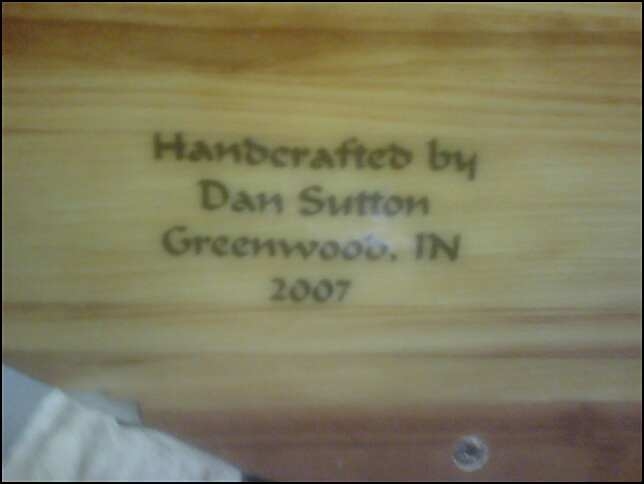 Handcrafted by
Dan Sutton
Greenwood, IN
2007